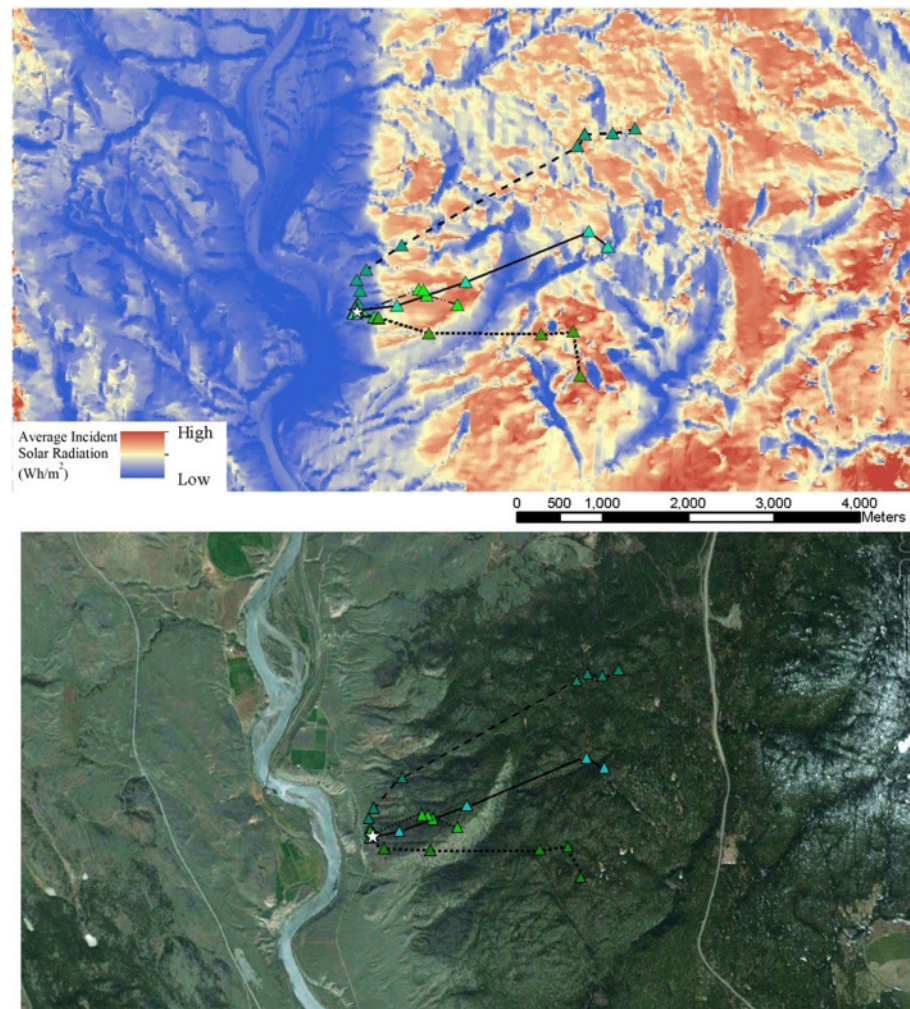 Average Incident
Solar Radiation
(Wh/m²)
High
Low
0 500 1,000 2,000 3,000 4,000
Meters